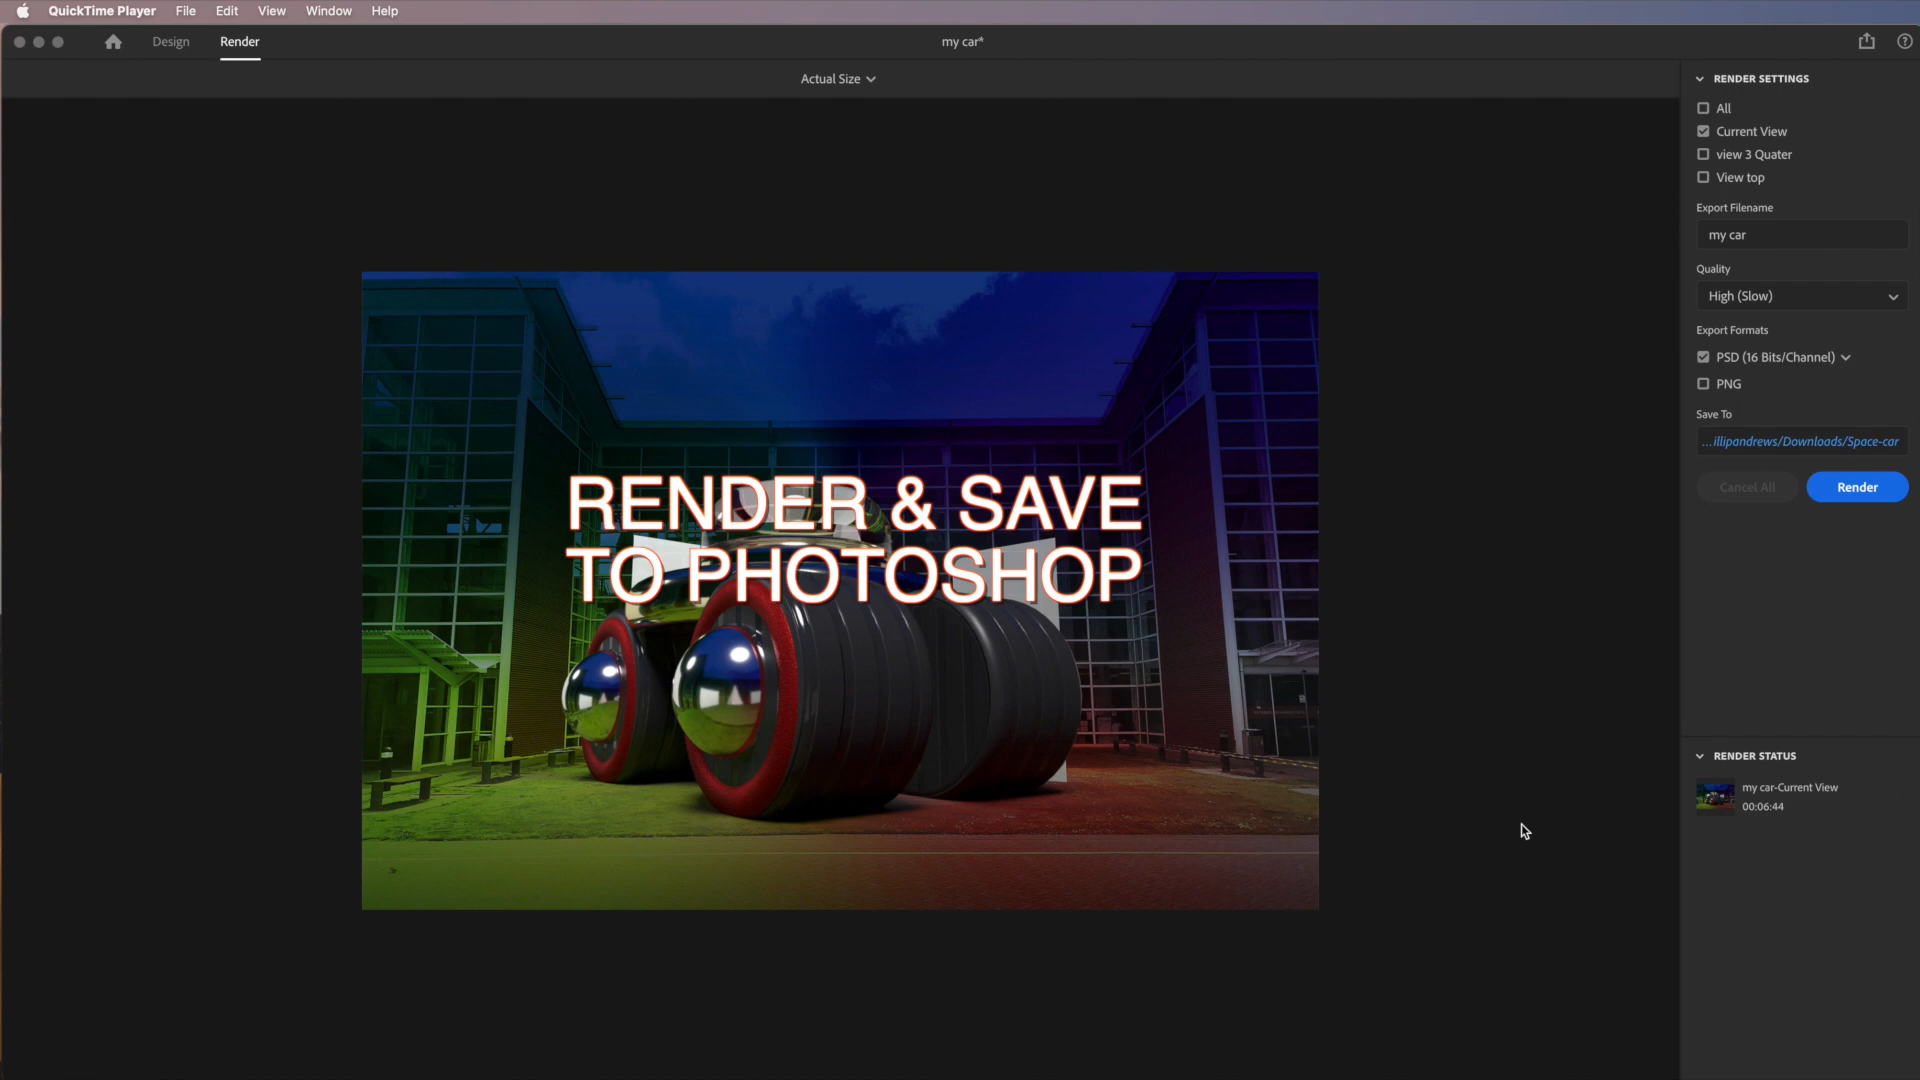 QuickTime Player File Edit View Window Help
Design Render my car*
Actual Size
RENDER SETTINGS
All
Current View
view 3 Quater
View top
Export Filename
my car
Quality
High (Slow)
Export Formats
PSD (16 Bits/Channel)
PNG
Save To
...illipandrews/Downloads/Space-car
Cancel All Render
RENDER & SAVE
TO PHOTOSHOP
RENDER STATUS
my car-Current View
00:06:44